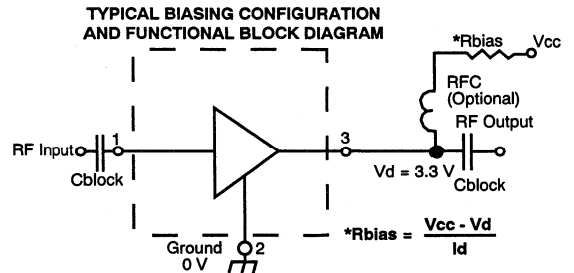 TYPICAL BIASING CONFIGURATION
AND FUNCTIONAL BLOCK DIAGRAM
*Rbias
Vcc
RFC
(Optional)
RF Output
RF Input
1
3
Cblock
Vd = 3.3 V
Cblock
Ground
0 V
2
*Rbias = Vcc - Vd
Id